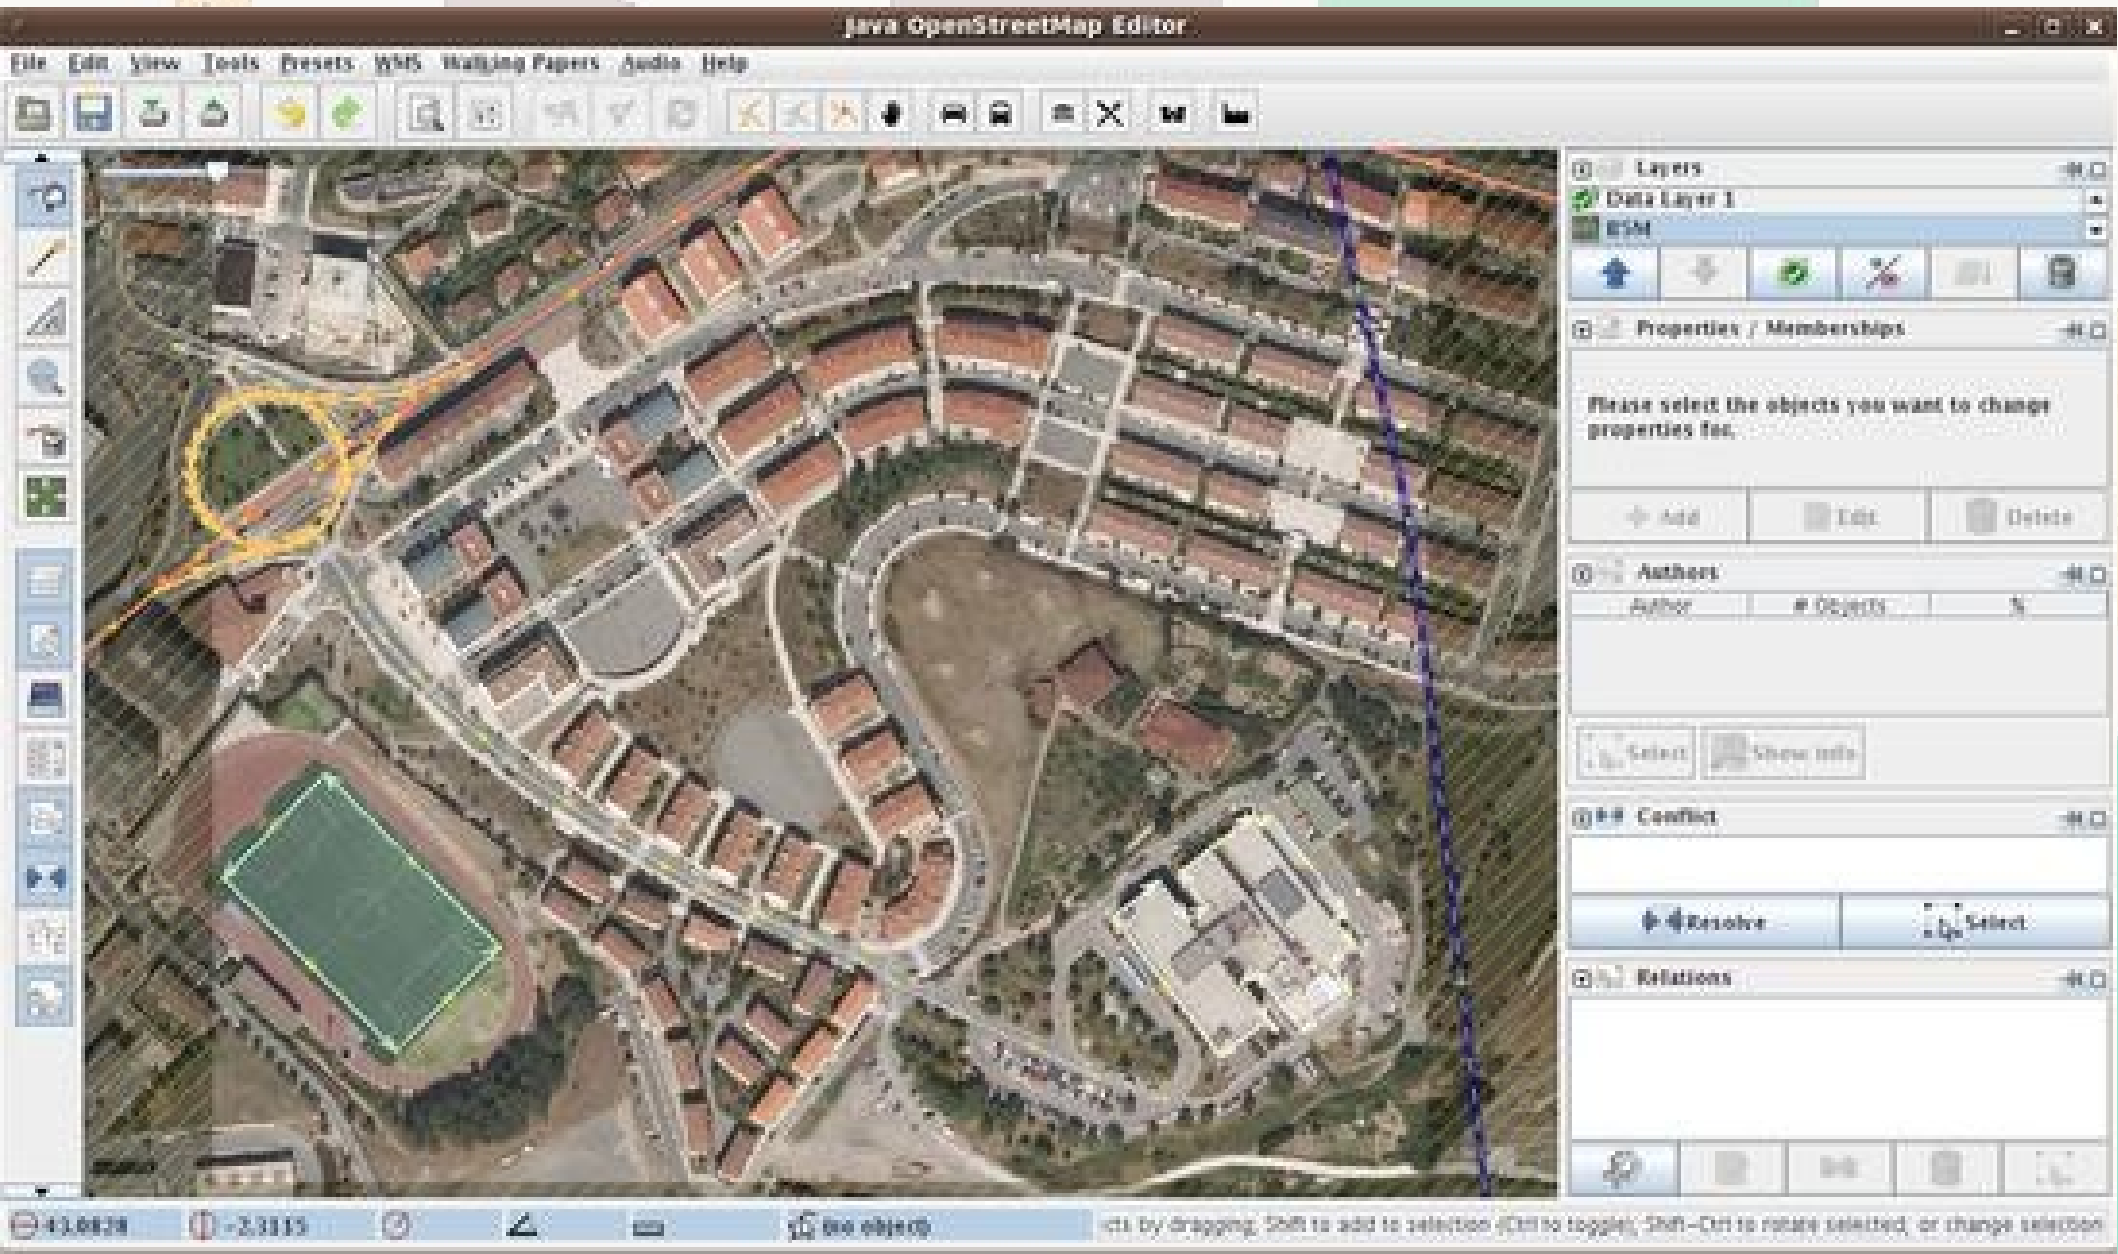 Java OpenStreetMap Editor
File Edit View Tools Presets WMS Walking Papers Audio Help
Layers
Data Layer 1
Properties / Memberships
Please select the objects you want to change
properties for.
Add Edit Delete
Authors
Author # Objects %
Select Show info
Conflict
Resolve Select
Relations
43.0828 -2.3115 (no object) cts by dragging; Shift to add to selection (Ctrl to toggle); Shift-Ctrl to rotate selected; or change selection